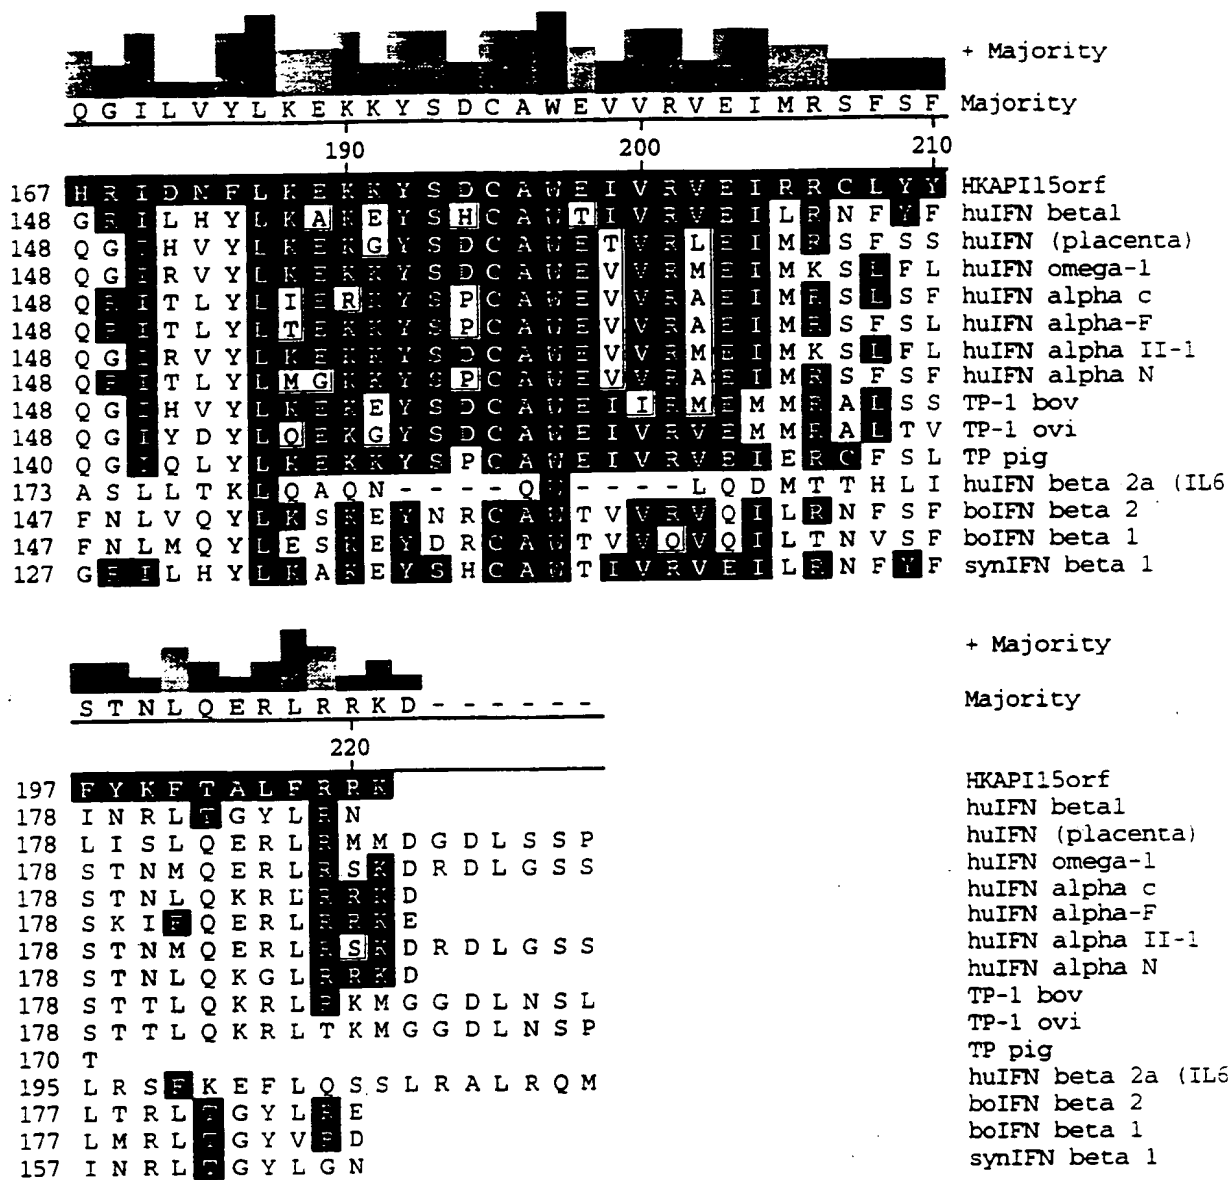 + Majority
Q G I L V Y L K E K K Y S D C A W E V V R V E I M R S F S F Majority
190 200 210
167 H R I D N F L K E K K Y S D C A W E I V R V E I R R C L Y Y HKAPI15orf
148 G R I L H Y L K A K E Y S H C A W T I V R V E I L R N F Y F huIFN beta1
148 Q G I H V Y L K E K G Y S D C A W E T V R L E I M R S F S S huIFN (placenta)
148 Q G I R V Y L K E K K Y S D C A W E V V R M E I M K S L F L huIFN omega-1
148 Q R I T L Y L I E R K Y S P C A W E V V R A E I M R S L S F huIFN alpha c
148 Q R I T L Y L T E K K Y S P C A W E V V R A E I M R S F S L huIFN alpha-F
148 Q G I R V Y L K E K K Y S D C A W E V V R M E I M K S L F L huIFN alpha II-1
148 Q R I T L Y L M G K K Y S P C A W E V V R A E I M R S F S F huIFN alpha N
148 Q G I H V Y L K E K E Y S D C A W E I I R M E M M R A L S S TP-1 bov
148 Q G I Y D Y L Q E K G Y S D C A W E I V R V E M M R A L T V TP-1 ovi
140 Q G I Q L Y L K E K K Y S P C A W E I V R V E I E R C F S L TP pig
173 A S L L T K L Q A Q N - - - - Q W - - - - L Q D M T T H L I huIFN beta 2a (IL6
147 F N L V Q Y L K S K E Y N R C A W T V V R V Q I L R N F S F boIFN beta 2
147 F N L M Q Y L E S K E Y D R C A W T V V Q V Q I L T N V S F boIFN beta 1
127 G R I L H Y L K A K E Y S H C A W T I V R V E I L R N F Y F synIFN beta 1
+ Majority
S T N L Q E R L R R K D - - - - - - Majority
220
197 F Y K F T A L F R R K HKAPI15orf
178 I N R L T G Y L R N huIFN beta1
178 L I S L Q E R L R M M D G D L S S P huIFN (placenta)
178 S T N M Q E R L R S K D R D L G S S huIFN omega-1
178 S T N L Q K R L R R K D huIFN alpha c
178 S K I F Q E R L R R K E huIFN alpha-F
178 S T N M Q E R L R S K D R D L G S S huIFN alpha II-1
178 S T N L Q K G L R R K D huIFN alpha N
178 S T T L Q K R L R K M G G D L N S L TP-1 bov
178 S T T L Q K R L T K M G G D L N S P TP-1 ovi
170 T TP pig
195 L R S F K E F L Q S S L R A L R Q M huIFN beta 2a (IL6
177 L T R L T G Y L R E boIFN beta 2
177 L M R L T G Y V R D boIFN beta 1
157 I N R L T G Y L G N synIFN beta 1